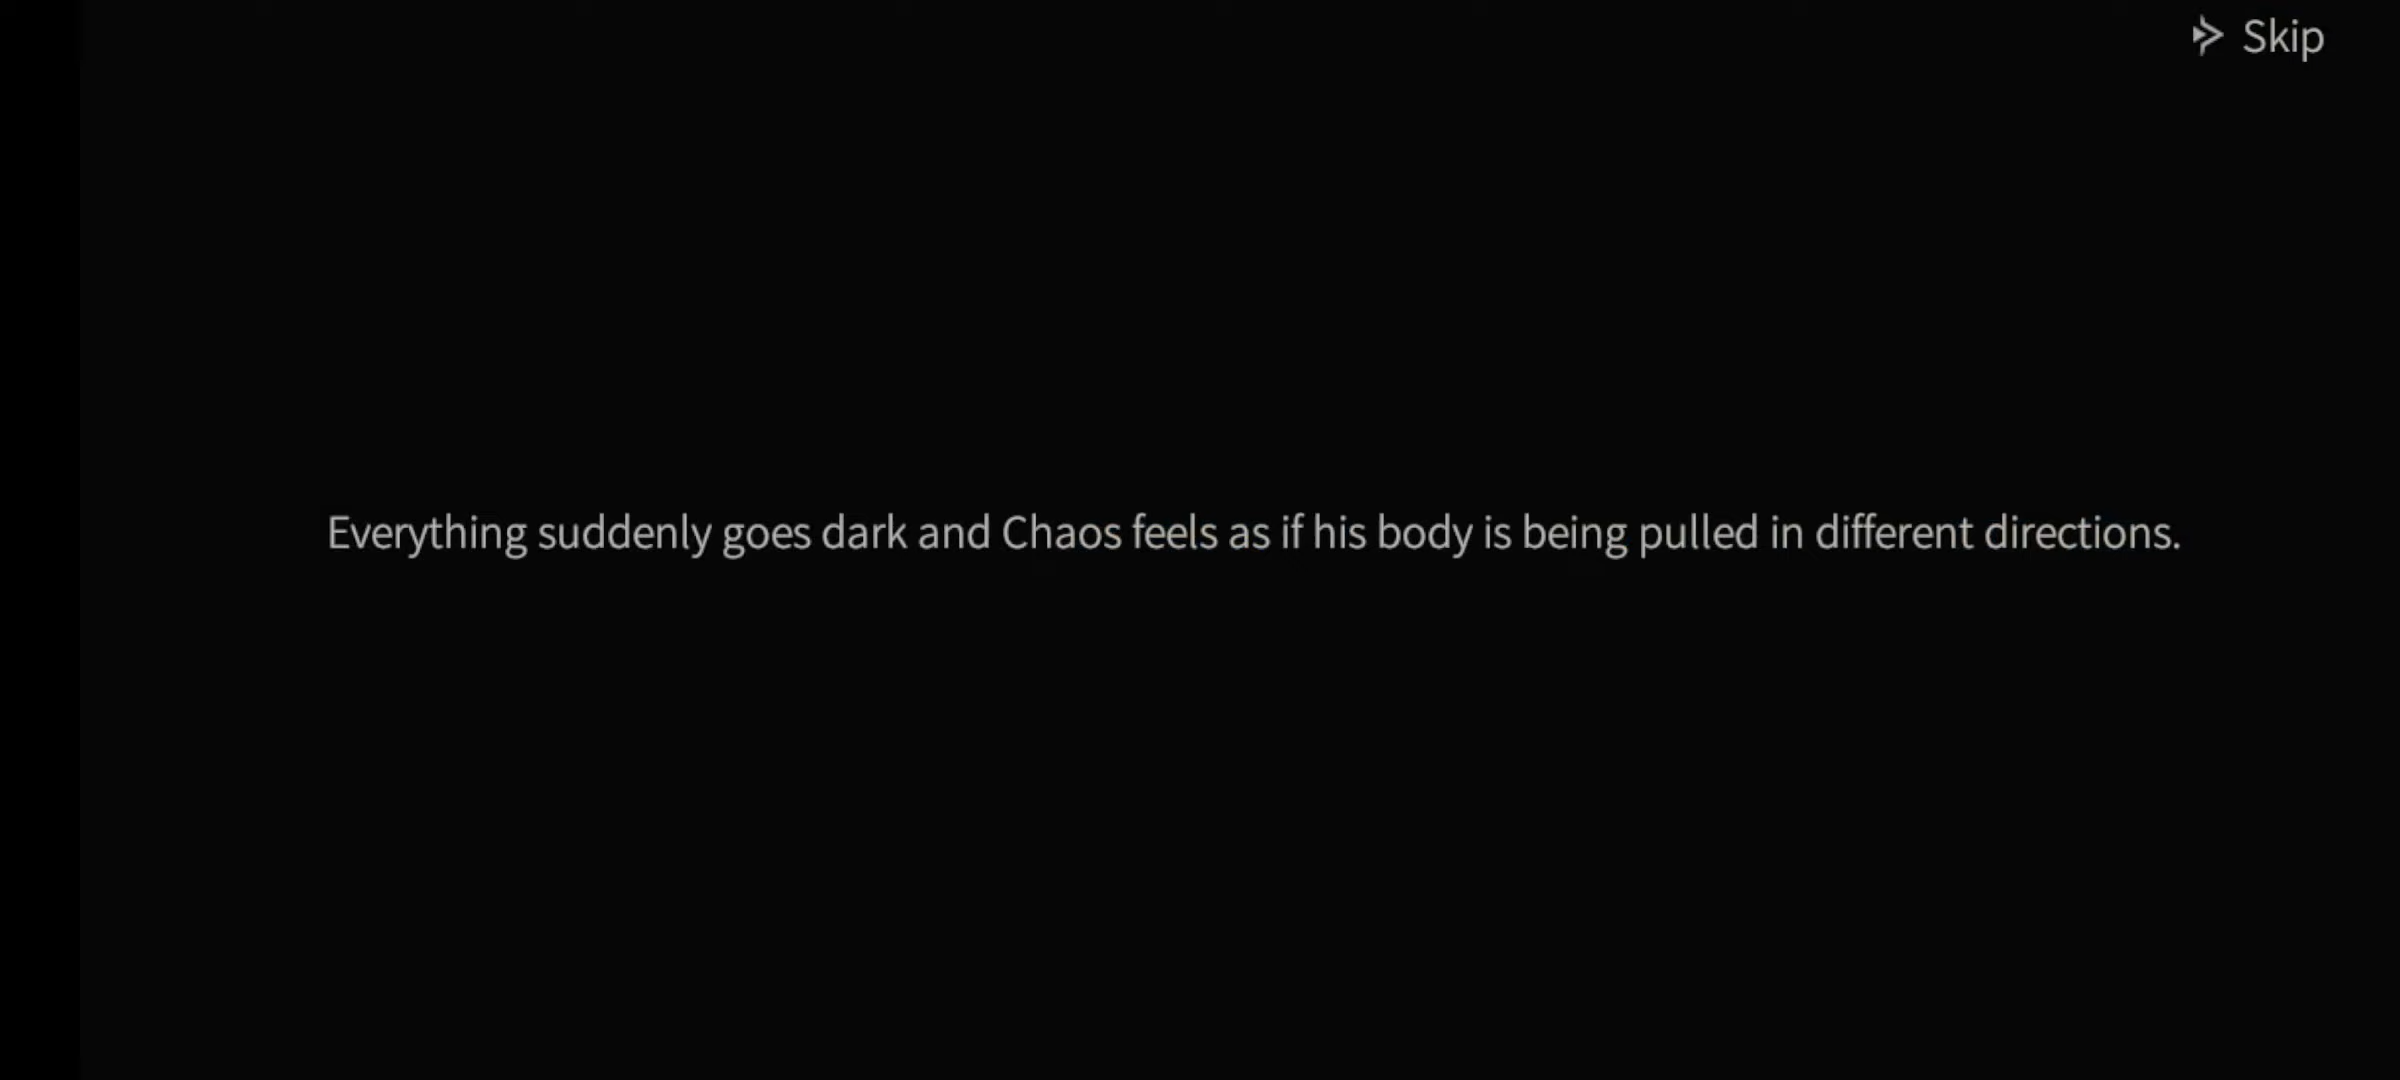 Skip
Everything suddenly goes dark and Chaos feels as if his body is being pulled in different directions.